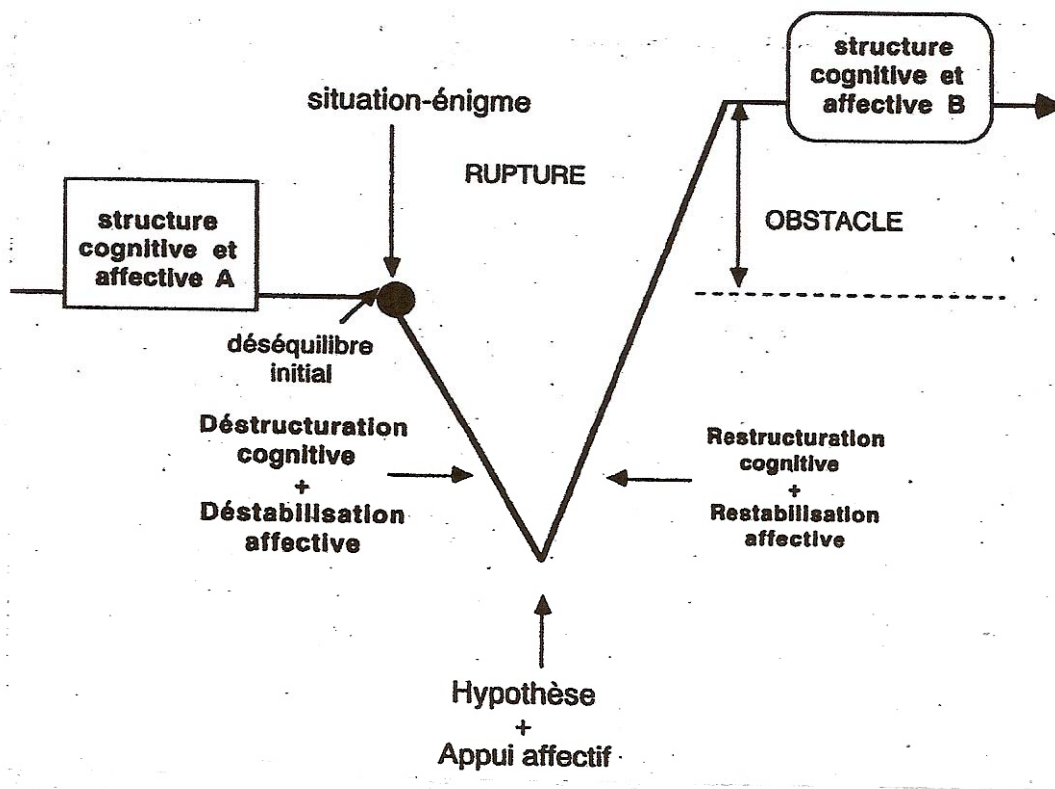 structure
cognitive et
affective B
situation-énigme
RUPTURE
structure
cognitive et
affective A
OBSTACLE
déséquilibre
initial
Déstructuration
cognitive
+
Déstabilisation
affective
Restructuration
cognitive
+
Restabilisation
affective
Hypothèse
+
Appui affectif